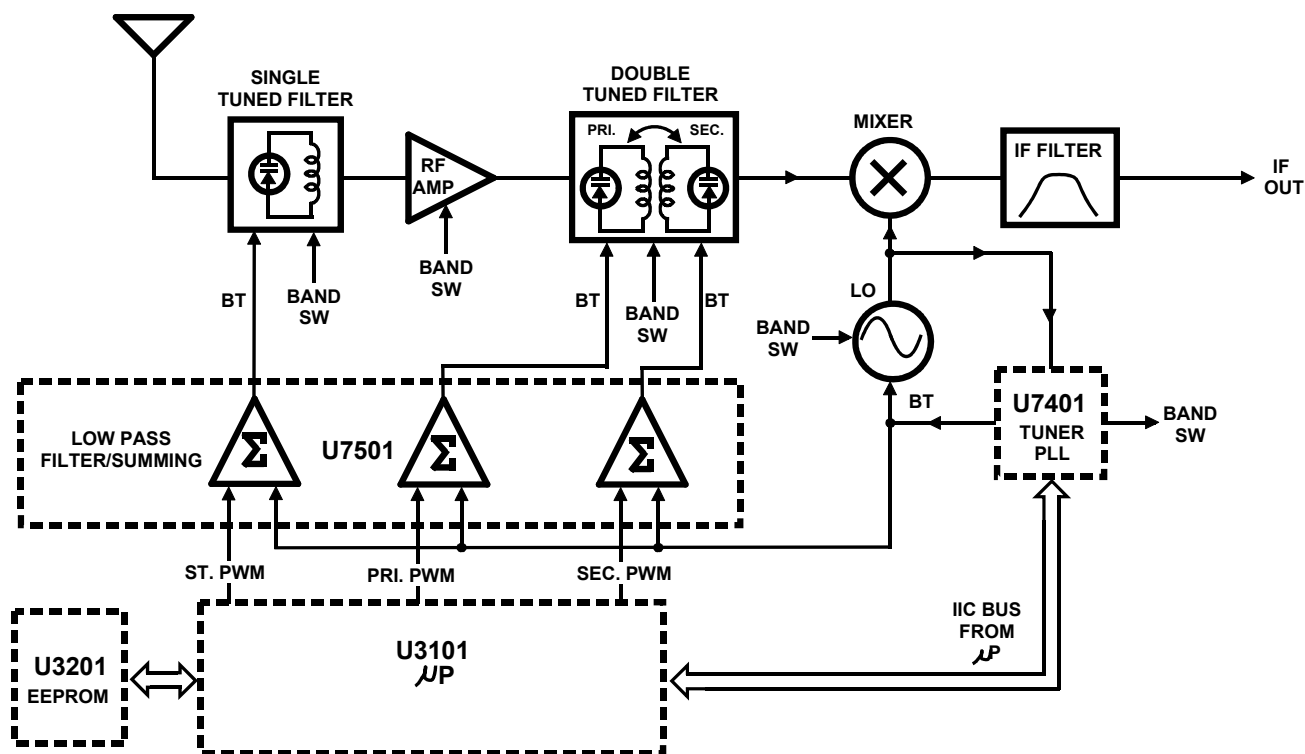 SINGLE
TUNED FILTER
DOUBLE
TUNED FILTER
PRI.
SEC.
MIXER
IF FILTER
RF
AMP
IF
OUT
BAND
SW
BT
BAND
SW
BT
BAND
SW
BT
LO
BAND
SW
BT
U7401
TUNER
PLL
BAND
SW
LOW PASS
FILTER/SUMMING
Σ
U7501
Σ
Σ
ST. PWM
PRI. PWM
SEC. PWM
IIC BUS
FROM
μP
U3201
EEPROM
U3101
μP